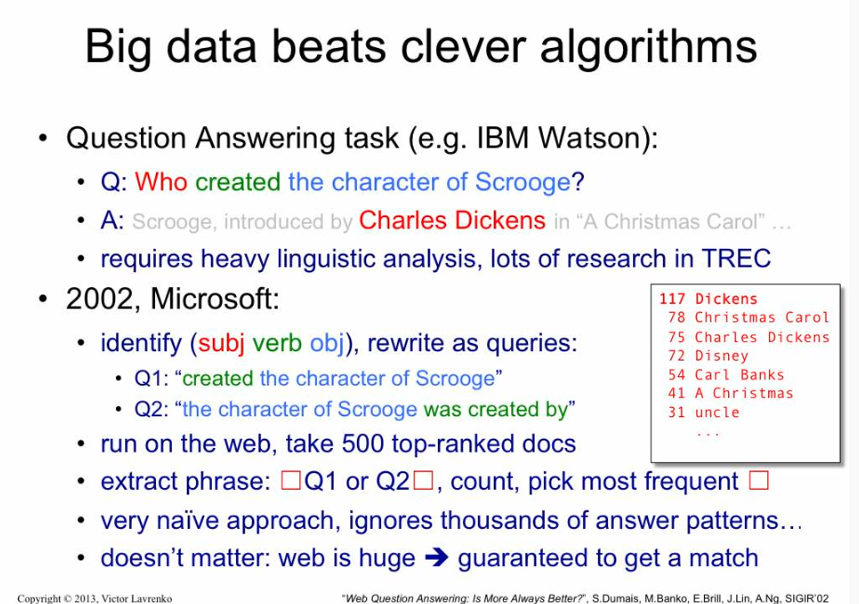 Big data beats clever algorithms
• Question Answering task (e.g. IBM Watson):
• Q: Who created the character of Scrooge?
• A: Scrooge, introduced by Charles Dickens in “A Christmas Carol” …
• requires heavy linguistic analysis, lots of research in TREC
• 2002, Microsoft:
• identify (subj verb obj), rewrite as queries:
• Q1: “created the character of Scrooge”
• Q2: “the character of Scrooge was created by”
• run on the web, take 500 top-ranked docs
• extract phrase: □Q1 or Q2□, count, pick most frequent □
• very naïve approach, ignores thousands of answer patterns…
• doesn’t matter: web is huge ➔ guaranteed to get a match
117 Dickens
78 Christmas Carol
75 Charles Dickens
72 Disney
54 Carl Banks
41 A Christmas
31 uncle
...
Copyright © 2013, Victor Lavrenko
“Web Question Answering: Is More Always Better?”, S.Dumais, M.Banko, E.Brill, J.Lin, A.Ng, SIGIR’02